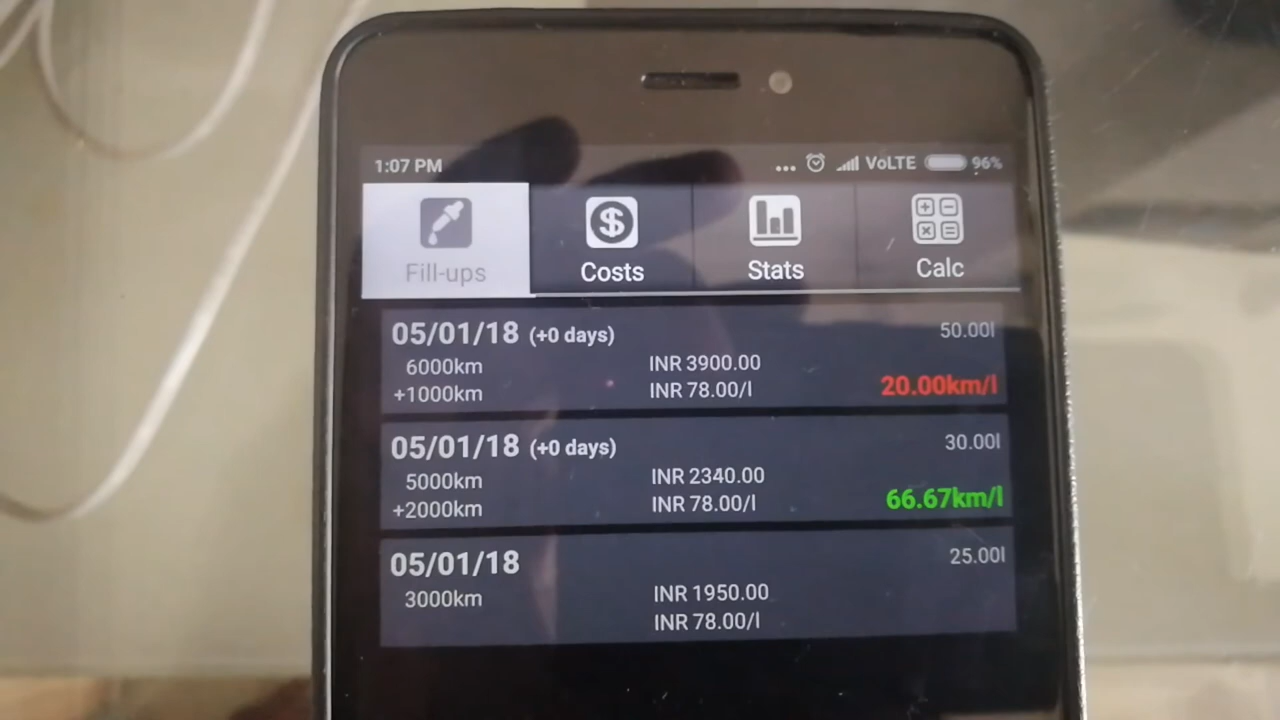 1:07 PM ... VoLTE 96%
Fill-ups Costs Stats Calc
05/01/18 (+0 days) 50.00l
6000km INR 3900.00
+1000km INR 78.00/l 20.00km/l
05/01/18 (+0 days) 30.00l
5000km INR 2340.00
+2000km INR 78.00/l 66.67km/l
05/01/18 25.00l
3000km INR 1950.00
INR 78.00/l